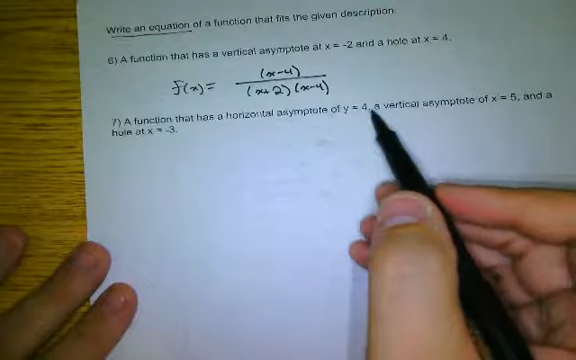 Write an equation of a function that fits the given description.
6) A function that has a vertical asymptote at x = -2 and a hole at x = 4.
(x-4)
f(x) =
(x+2)(x-4)
7) A function that has a horizontal asymptote of y = 4, a vertical asymptote of x = 5, and a
hole at x = -3.